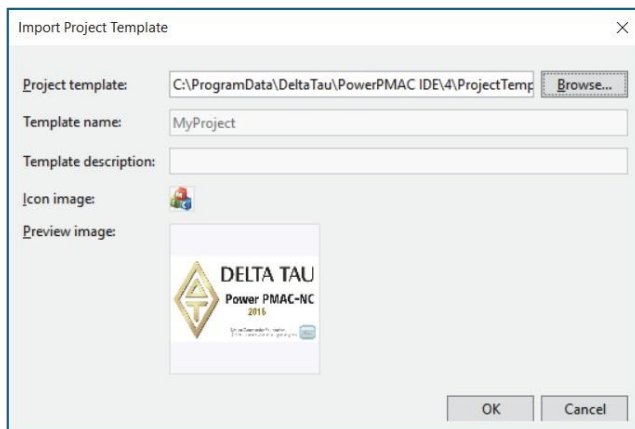 Import Project Template
Project template: C:\ProgramData\DeltaTau\PowerPMAC IDE\4\ProjectTemp Browse...
Template name: MyProject
Template description:
Icon image:
Preview image:
DELTA TAU
Power PMAC-NC
2016
OK Cancel